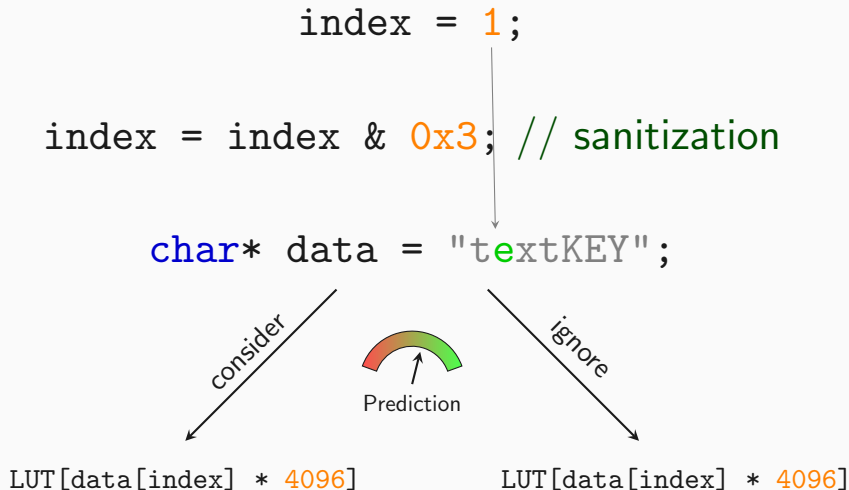 index = 1;
index = index & 0x3; // sanitization
char* data = "textKEY";
consider
ignore
Prediction
LUT[data[index] * 4096]
LUT[data[index] * 4096]